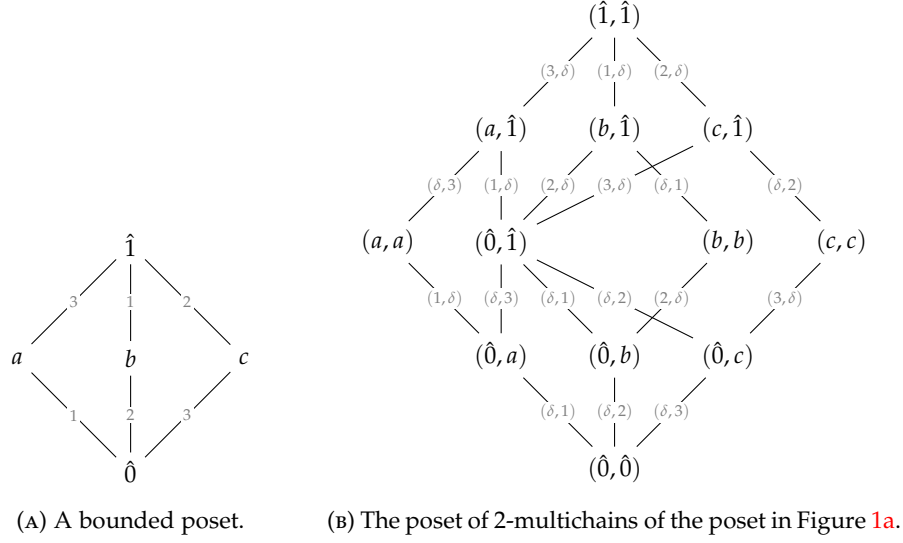 (1̂, 1̂)
(3, δ) (1, δ) (2, δ)
(a, 1̂) (b, 1̂) (c, 1̂)
(δ, 3) (1, δ) (2, δ) (3, δ) (δ, 1) (δ, 2)
(a, a) (0̂, 1̂) (b, b) (c, c)
(1, δ) (δ, 3) (δ, 1) (δ, 2) (2, δ) (3, δ)
(0̂, a) (0̂, b) (0̂, c)
(δ, 1) (δ, 2) (δ, 3)
(0̂, 0̂)
1̂
3 1 2
a b c
1 2 3
0̂
(A) A bounded poset.
(B) The poset of 2-multichains of the poset in Figure 1a.